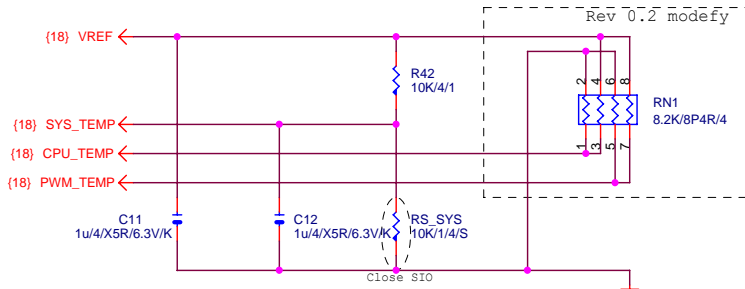 Rev 0.2 modefy
{18} VREF
R42
10K/4/1
2 4 6 8
RN1
8.2K/8P4R/4
{18} SYS_TEMP
1 3 5 7
{18} CPU_TEMP
{18} PWM_TEMP
C11
1u/4/X5R/6.3V/K
C12
1u/4/X5R/6.3V/K
RS_SYS
10K/1/4/S
Close SIO